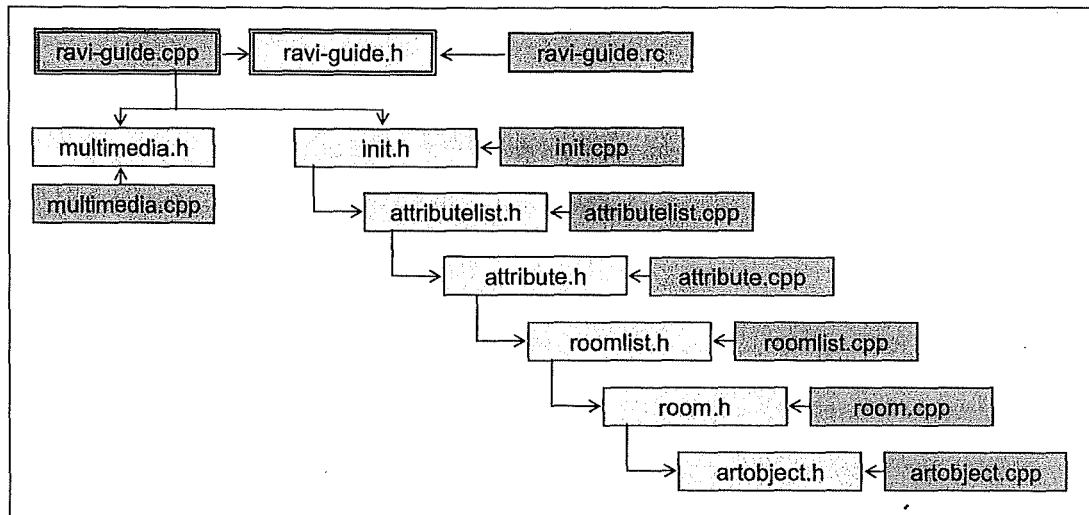 ravi-guide.cpp ravi-guide.h ravi-guide.rc
multimedia.h init.h init.cpp
multimedia.cpp attributelist.h attributelist.cpp
attribute.h attribute.cpp
roomlist.h roomlist.cpp
room.h room.cpp
artobject.h artobject.cpp